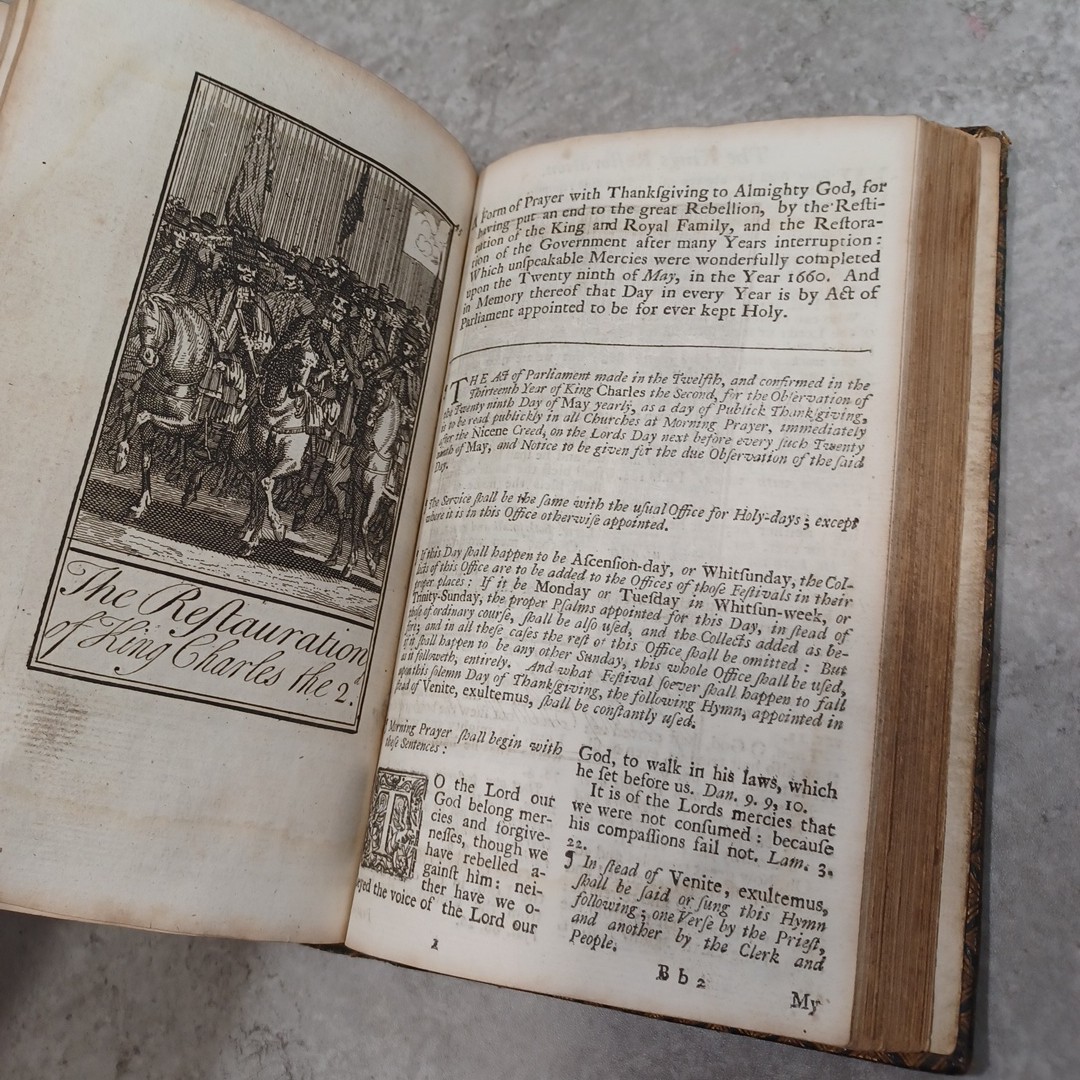 The Reſtauration
of King Charles the 2.d
A Form of Prayer with Thankſgiving to Almighty God, for
having put an end to the great Rebellion, by the Reſti-
tution of the King and Royal Family, and the Reſtora-
tion of the Government after many Years interruption:
Which unſpeakable Mercies were wonderfully completed
upon the Twenty ninth of May, in the Year 1660. And
in Memory thereof that Day in every Year is by Act of
Parliament appointed to be for ever kept Holy.
THE Act of Parliament made in the Twelfth, and confirmed in the
Thirteenth Year of King Charles the Second, for the Obſervation of
the Twenty ninth Day of May yearly, as a day of Publick Thankſgiving,
is to be read publickly in all Churches at Morning Prayer, immediately
after the Nicene Creed, on the Lords Day next before every ſuch Twenty
ninth of May, and Notice to be given for the due Obſervation of the ſaid
Day.
The Service ſhall be the ſame with the uſual Office for Holy-days; except
where it is in this Office otherwiſe appointed.
If this Day ſhall happen to be Aſcenſion-day, or Whitſunday, the Col-
lects of this Office are to be added to the Offices of thoſe Feſtivals in their
proper places: If it be Monday or Tueſday in Whitſun-week, or
Trinity-Sunday, the proper Pſalms appointed for this Day, in ſtead of
thoſe of ordinary courſe, ſhall be alſo uſed, and the Collects added as be-
fore; and in all theſe caſes the reſt of this Office ſhall be omitted: But
if it ſhall happen to be any other Sunday, this whole Office ſhall be uſed,
as it followeth, entirely. And what Feſtival ſoever ſhall happen to fall
upon this ſolemn Day of Thankſgiving, the following Hymn, appointed in
ſtead of Venite, exultemus, ſhall be conſtantly uſed.
Morning Prayer ſhall begin with
theſe Sentences:
TO the Lord our
God belong mer-
cies and forgive-
neſſes, though we
have rebelled a-
gainſt him: nei-
ther have we o-
beyed the voice of the Lord our
God, to walk in his laws, which
he ſet before us. Dan. 9. 9, 10.
It is of the Lords mercies that
we were not conſumed: becauſe
his compaſſions fail not. Lam. 3.
22.
¶ In ſtead of Venite, exultemus,
ſhall be ſaid or ſung this Hymn
following; one Verſe by the Prieſt,
and another by the Clerk and
People.
1
B b 2
My